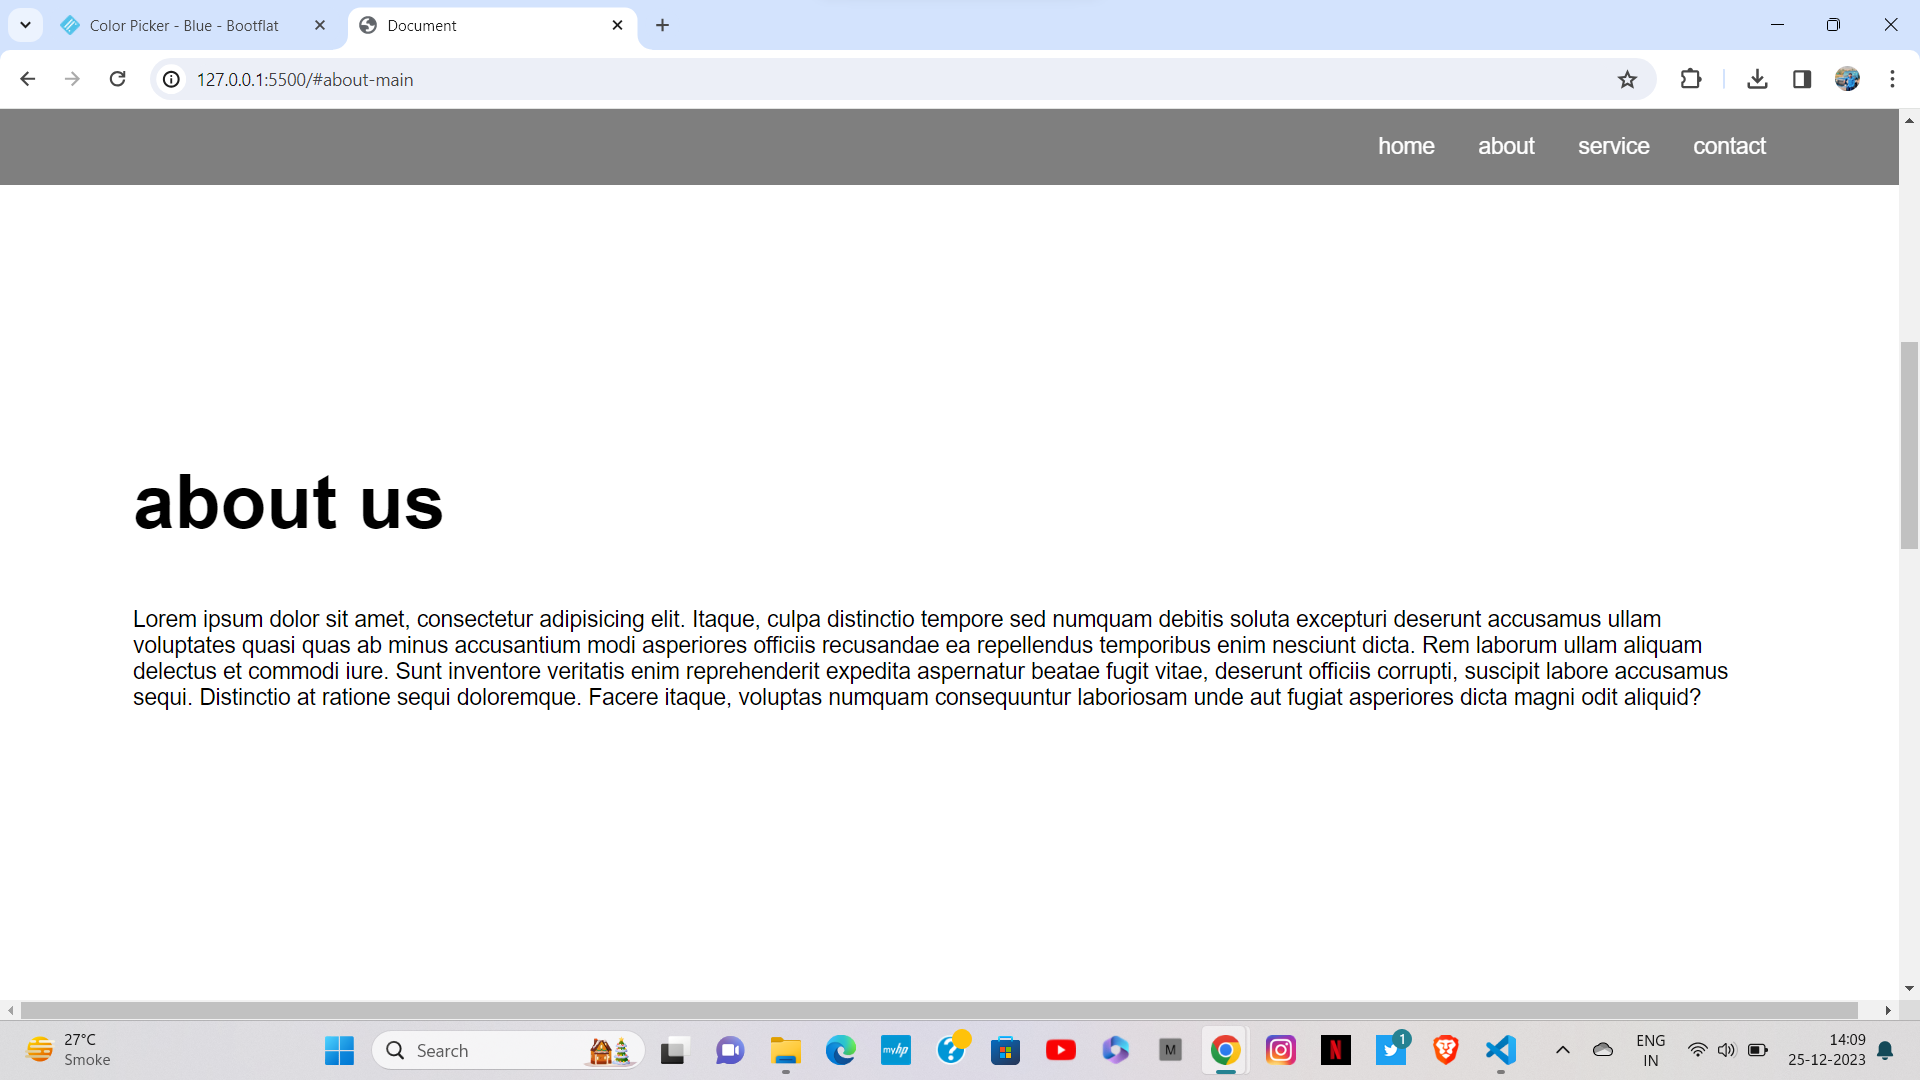 Color Picker - Blue - Bootflat
Document
127.0.0.1:5500/#about-main
home about service contact
about us
Lorem ipsum dolor sit amet, consectetur adipisicing elit. Itaque, culpa distinctio tempore sed numquam debitis soluta excepturi deserunt accusamus ullam
voluptates quasi quas ab minus accusantium modi asperiores officiis recusandae ea repellendus temporibus enim nesciunt dicta. Rem laborum ullam aliquam
delectus et commodi iure. Sunt inventore veritatis enim reprehenderit expedita aspernatur beatae fugit vitae, deserunt officiis corrupti, suscipit labore accusamus
sequi. Distinctio at ratione sequi doloremque. Facere itaque, voluptas numquam consequuntur laboriosam unde aut fugiat asperiores dicta magni odit aliquid?
27°C
Smoke
Search
myhp
M
N
1
ENG
IN
14:09
25-12-2023